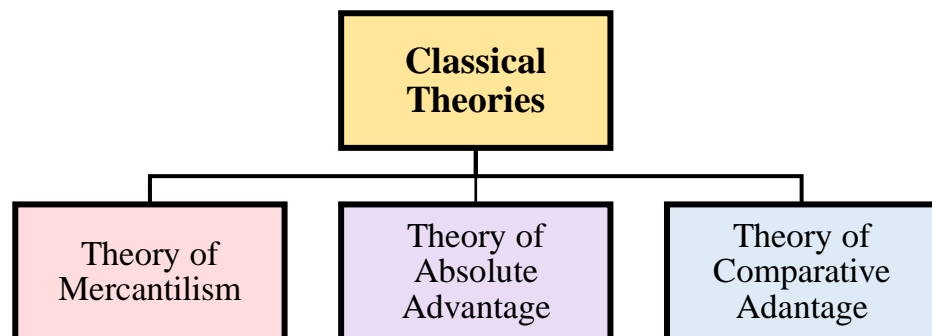 Classical
Theories
Theory of
Mercantilism
Theory of
Absolute
Advantage
Theory of
Comparative
Adantage